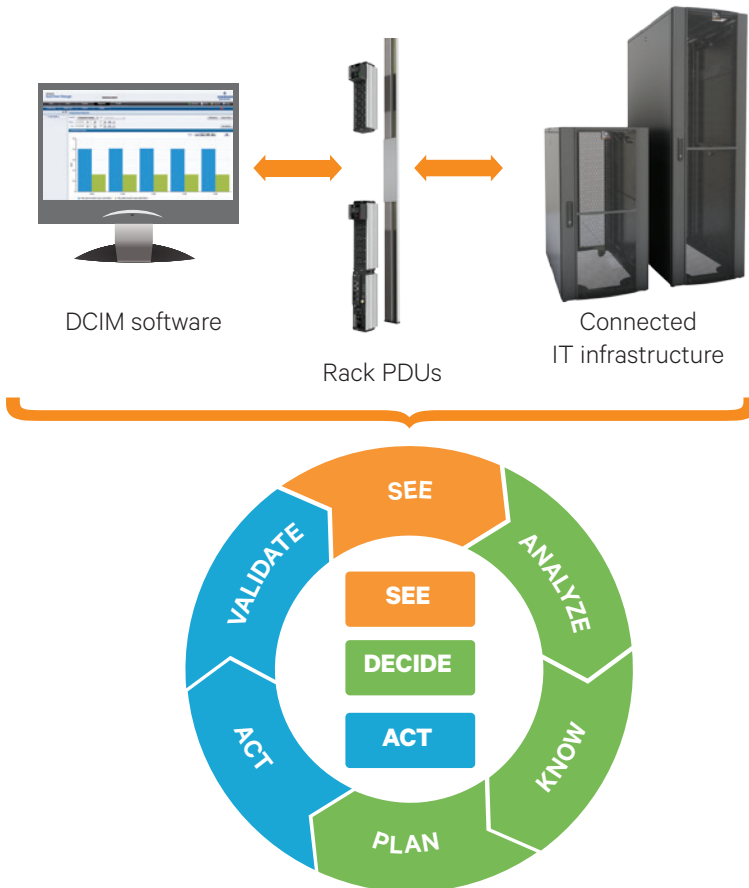 DCIM software
Rack PDUs
Connected
IT infrastructure
SEE
ANALYZE
KNOW
PLAN
ACT
VALIDATE
SEE
DECIDE
ACT